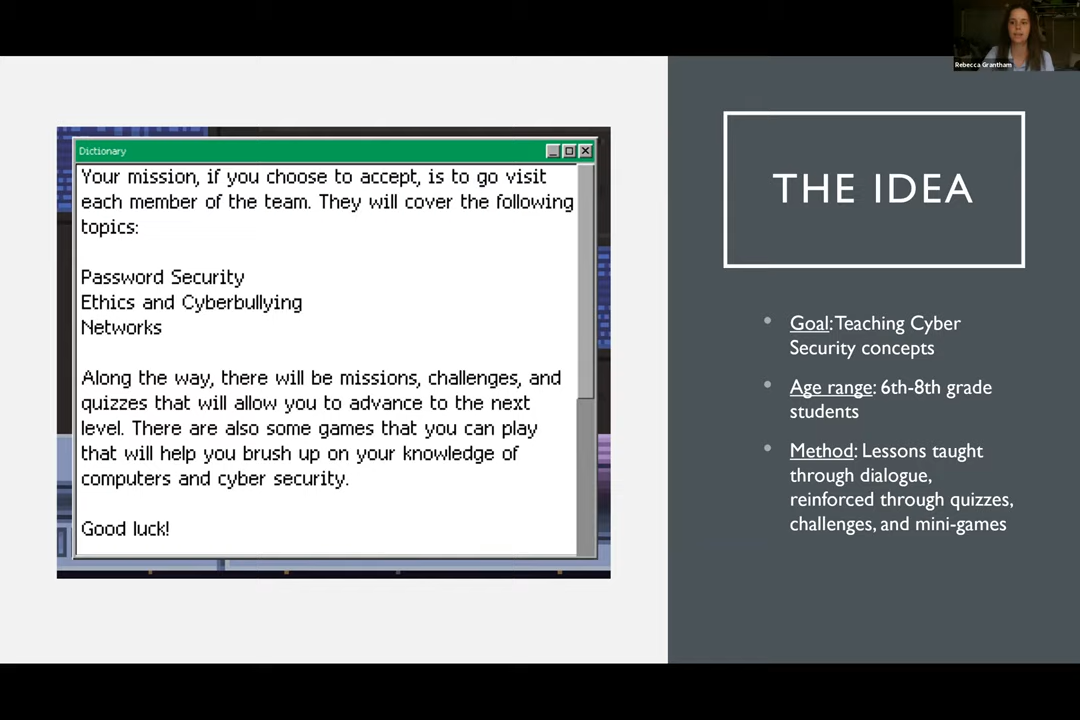 Rebecca Grantham
Dictionary
Your mission, if you choose to accept, is to go visit
each member of the team. They will cover the following
topics:
Password Security
Ethics and Cyberbullying
Networks
Along the way, there will be missions, challenges, and
quizzes that will allow you to advance to the next
level. There are also some games that you can play
that will help you brush up on your knowledge of
computers and cyber security.
Good luck!
THE IDEA
• Goal: Teaching Cyber
Security concepts
• Age range: 6th-8th grade
students
• Method: Lessons taught
through dialogue,
reinforced through quizzes,
challenges, and mini-games